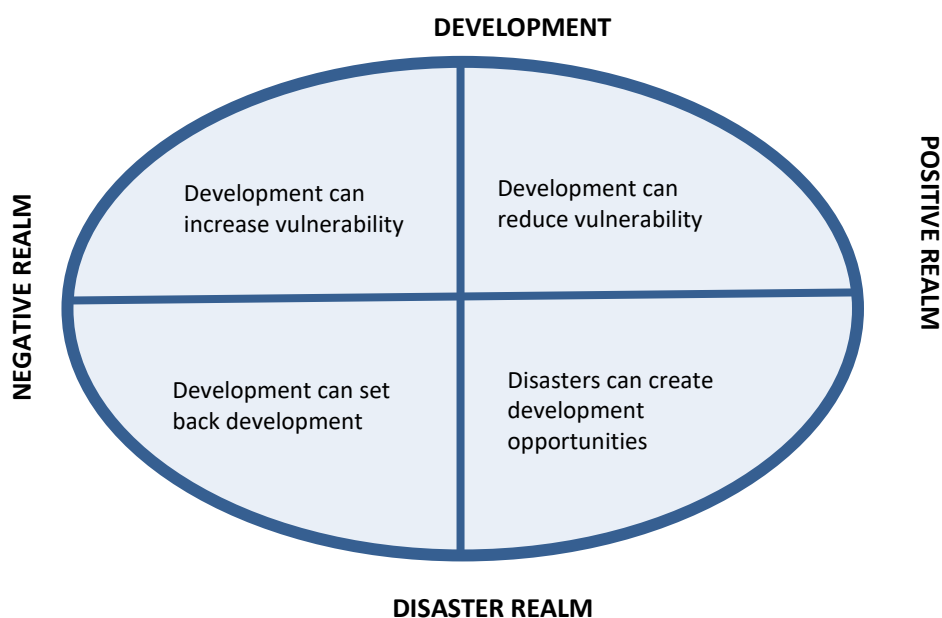 DEVELOPMENT
NEGATIVE REALM
POSITIVE REALM
Development can
increase vulnerability
Development can
reduce vulnerability
Development can set
back development
Disasters can create
development
opportunities
DISASTER REALM